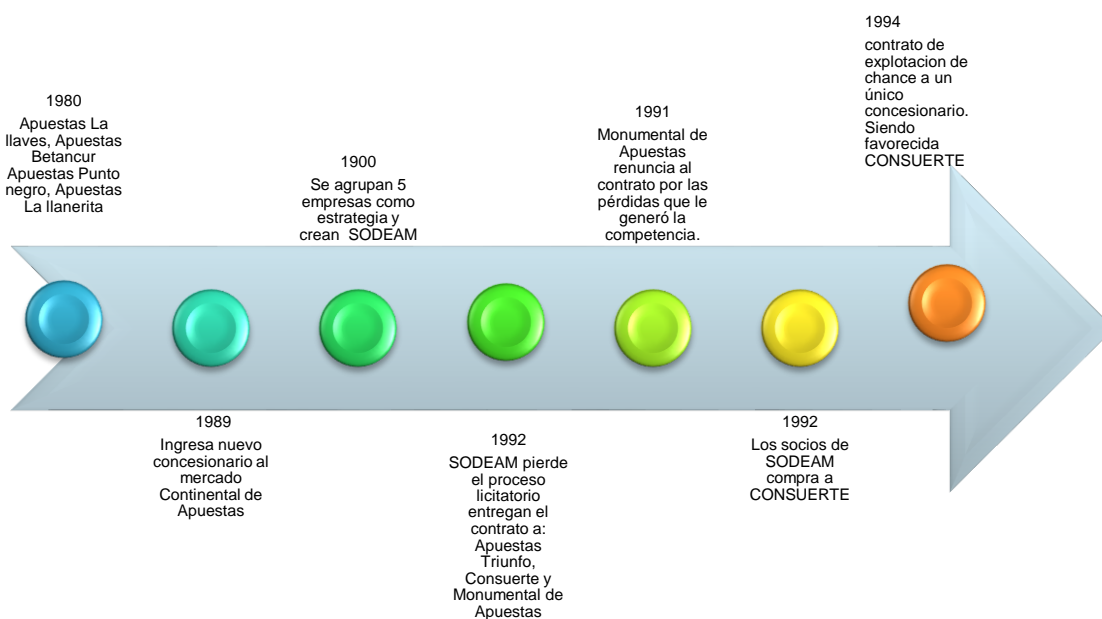 1980
Apuestas La
llaves, Apuestas
Betancur
Apuestas Punto
negro, Apuestas
La llanerita
1989
Ingresa nuevo
concesionario al
mercado
Continental de
Apuestas
1900
Se agrupan 5
empresas como
estrategia y
crean SODEAM
1992
SODEAM pierde
el proceso
licitatorio
entregan el
contrato a:
Apuestas
Triunfo,
Consuerte y
Monumental de
Apuestas
1991
Monumental de
Apuestas
renuncia al
contrato por las
pérdidas que le
generó la
competencia.
1992
Los socios de
SODEAM
compra a
CONSUERTE
1994
contrato de
explotacion de
chance a un
único
concesionario.
Siendo
favorecida
CONSUERTE